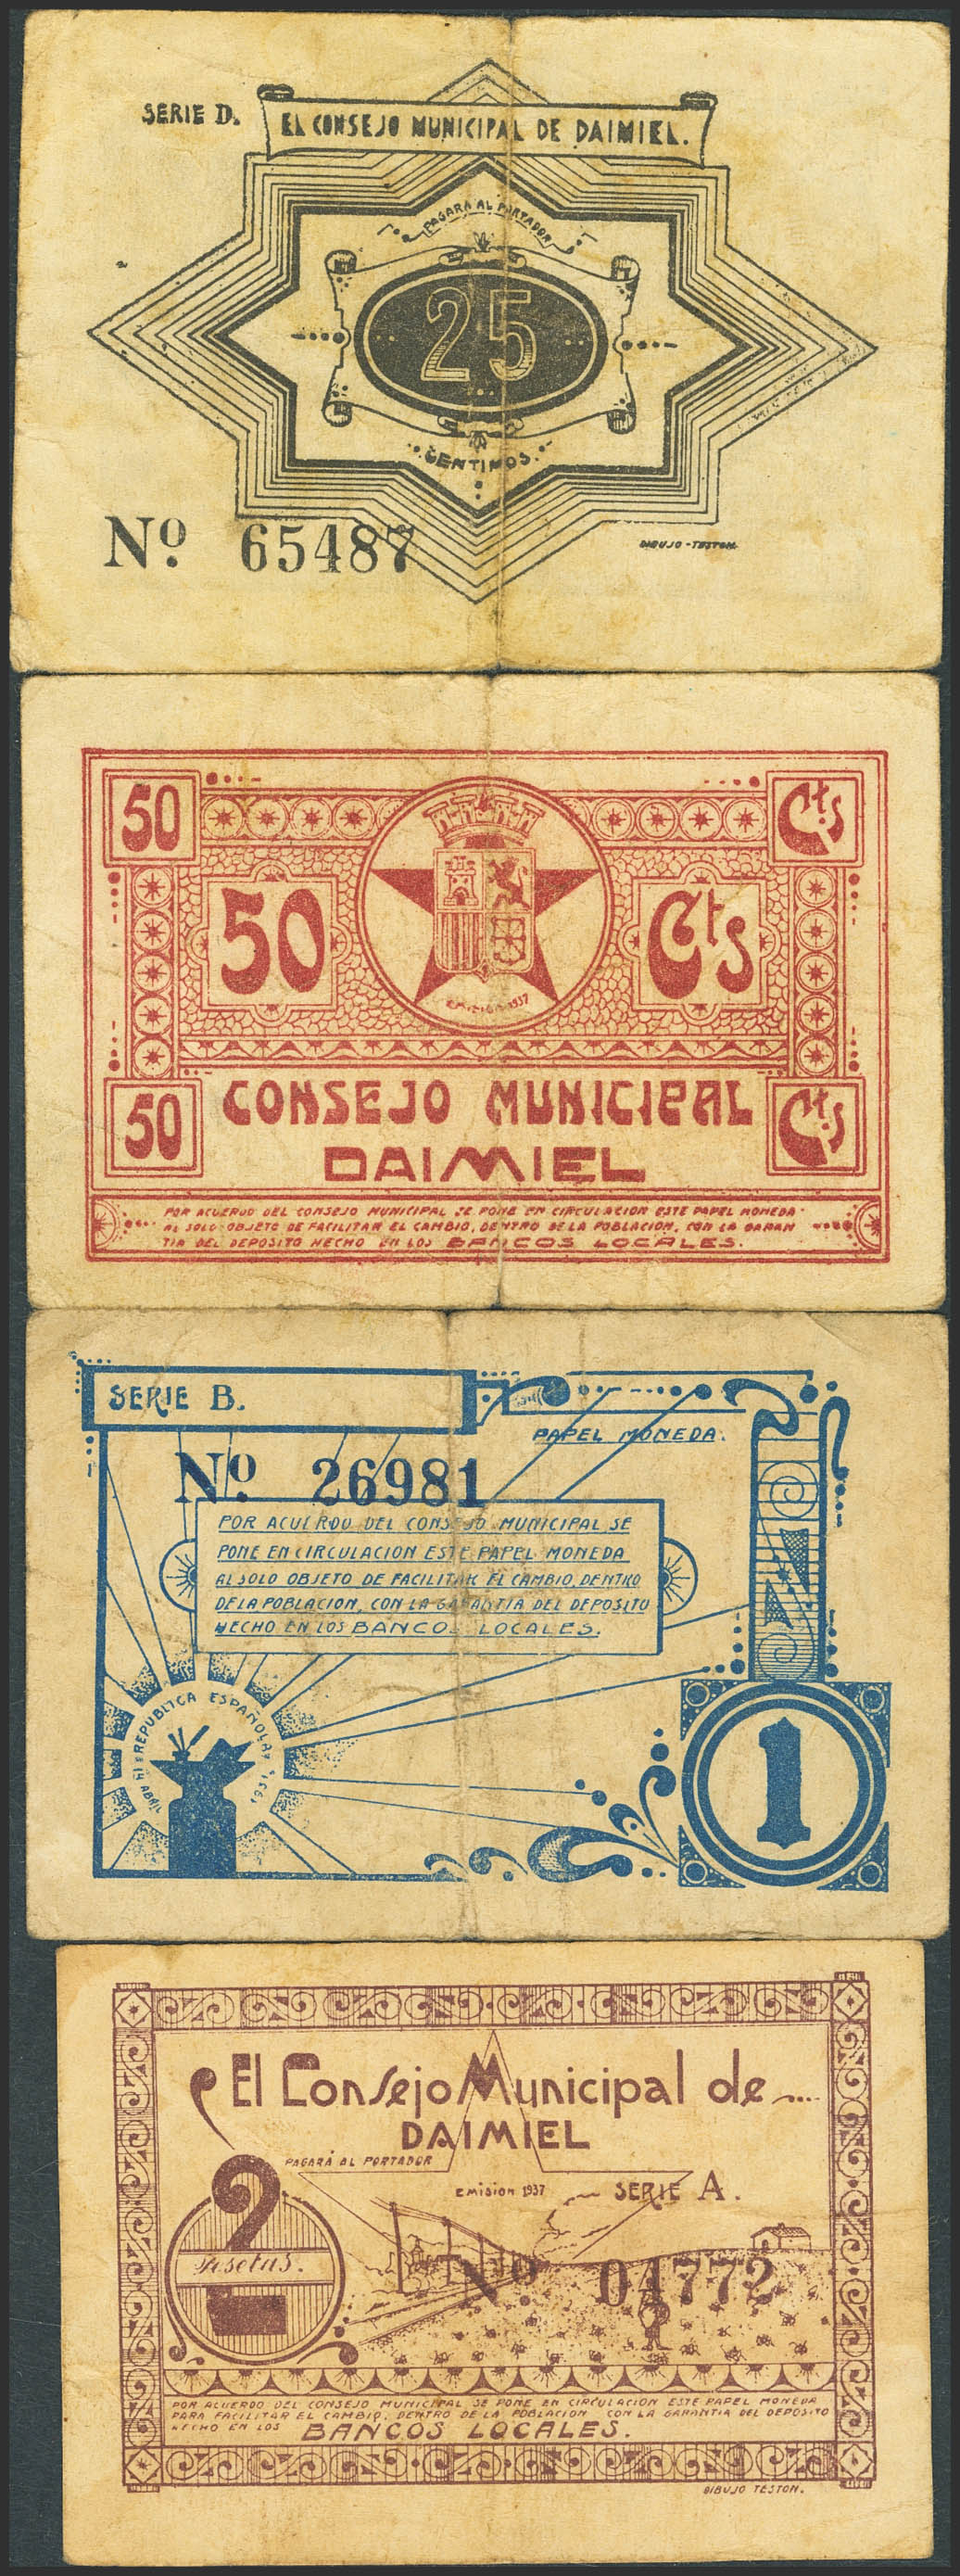 SERIE D.
EL CONSEJO MUNICIPAL DE DAIMIEL.
PAGARA AL PORTADOR
25
CENTIMOS.
Nº 65487
DIBUJO - TESTON.
50
Cts
50
Cts
EMISION 1937
50
CONSEJO MUNICIPAL
Cts
DAIMIEL
POR ACUERDO DEL CONSEJO MUNICIPAL SE PONE EN CIRCULACION ESTE PAPEL MONEDA
AL SOLO OBJETO DE FACILITAR EL CAMBIO, DENTRO DE LA POBLACION, CON LA GARAN
TIA DEL DEPOSITO HECHO EN LOS BANCOS LOCALES.
SERIE B.
PAPEL MONEDA.
Nº 26981
POR ACUERDO DEL CONSEJO MUNICIPAL SE
PONE EN CIRCULACION ESTE PAPEL MONEDA
AL SOLO OBJETO DE FACILITAR EL CAMBIO, DENTRO
DE LA POBLACION, CON LA GARANTIA DEL DEPOSITO
HECHO EN LOS BANCOS LOCALES.
UNA
REPUBLICA ESPAÑOLA
14 ABRIL 1931
1
El Consejo Municipal de ....
DAIMIEL
PAGARÁ AL PORTADOR
EMISION 1937
SERIE A.
2
Pesetas.
Nº 04772
POR ACUERDO DEL CONSEJO MUNICIPAL SE PONE EN CIRCULACION ESTE PAPEL MONEDA
PARA FACILITAR EL CAMBIO, DENTRO DE LA POBLACION CON LA GARANTIA DEL DEPOSITO
HECHO EN LOS BANCOS LOCALES.
DIBUJO TESTON.